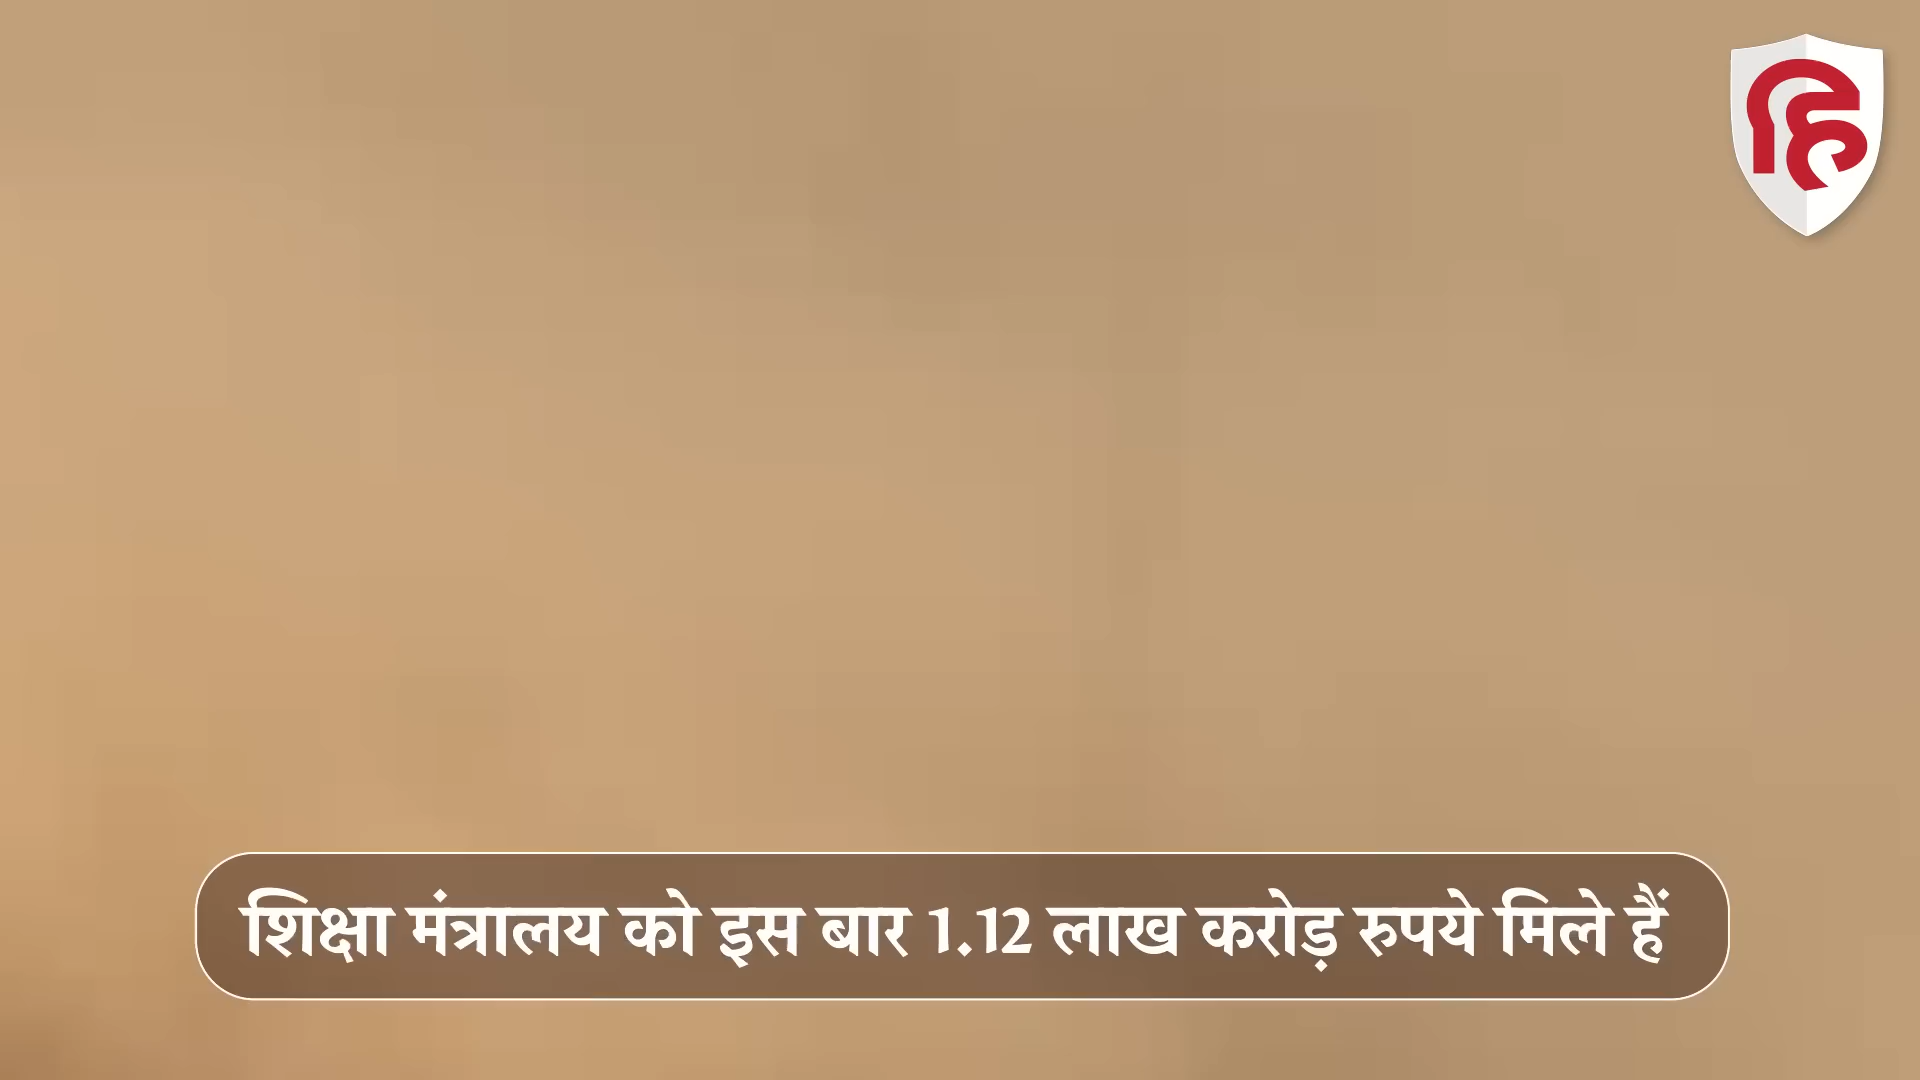 हि
शिक्षा मंत्रालय को इस बार 1.12 लाख करोड़ रुपये मिले हैं